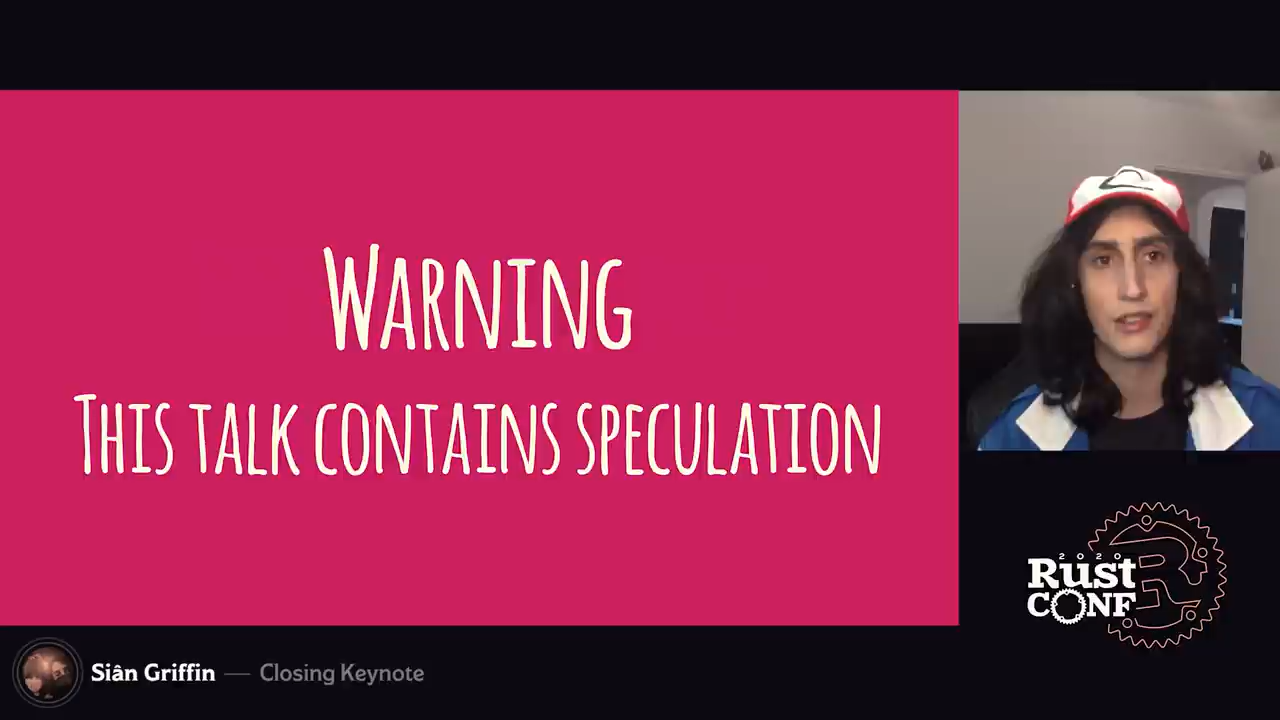 WARNING
THIS TALK CONTAINS SPECULATION
2020
Rust
CONF
Siân Griffin — Closing Keynote